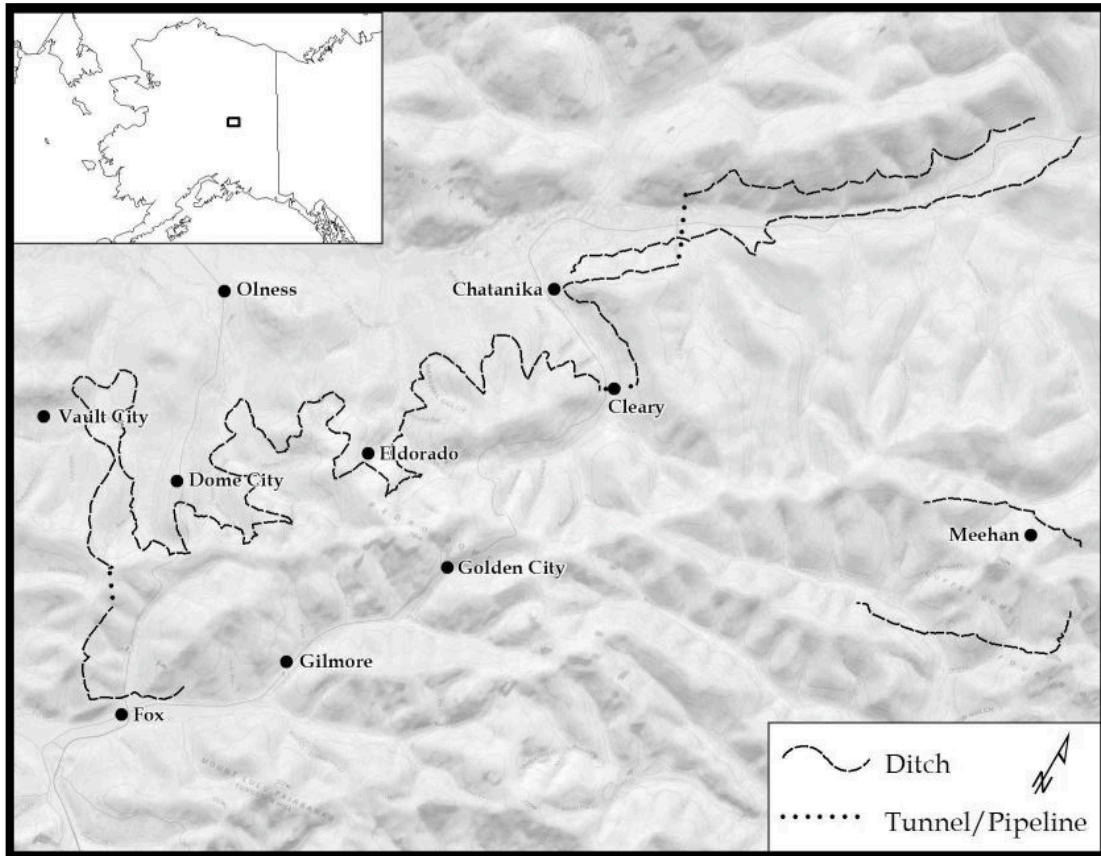 Olness
Chatanika
Vault City
Cleary
Eldorado
Dome City
Meehan
Golden City
Gilmore
Fox
Ditch
N
Tunnel/Pipeline